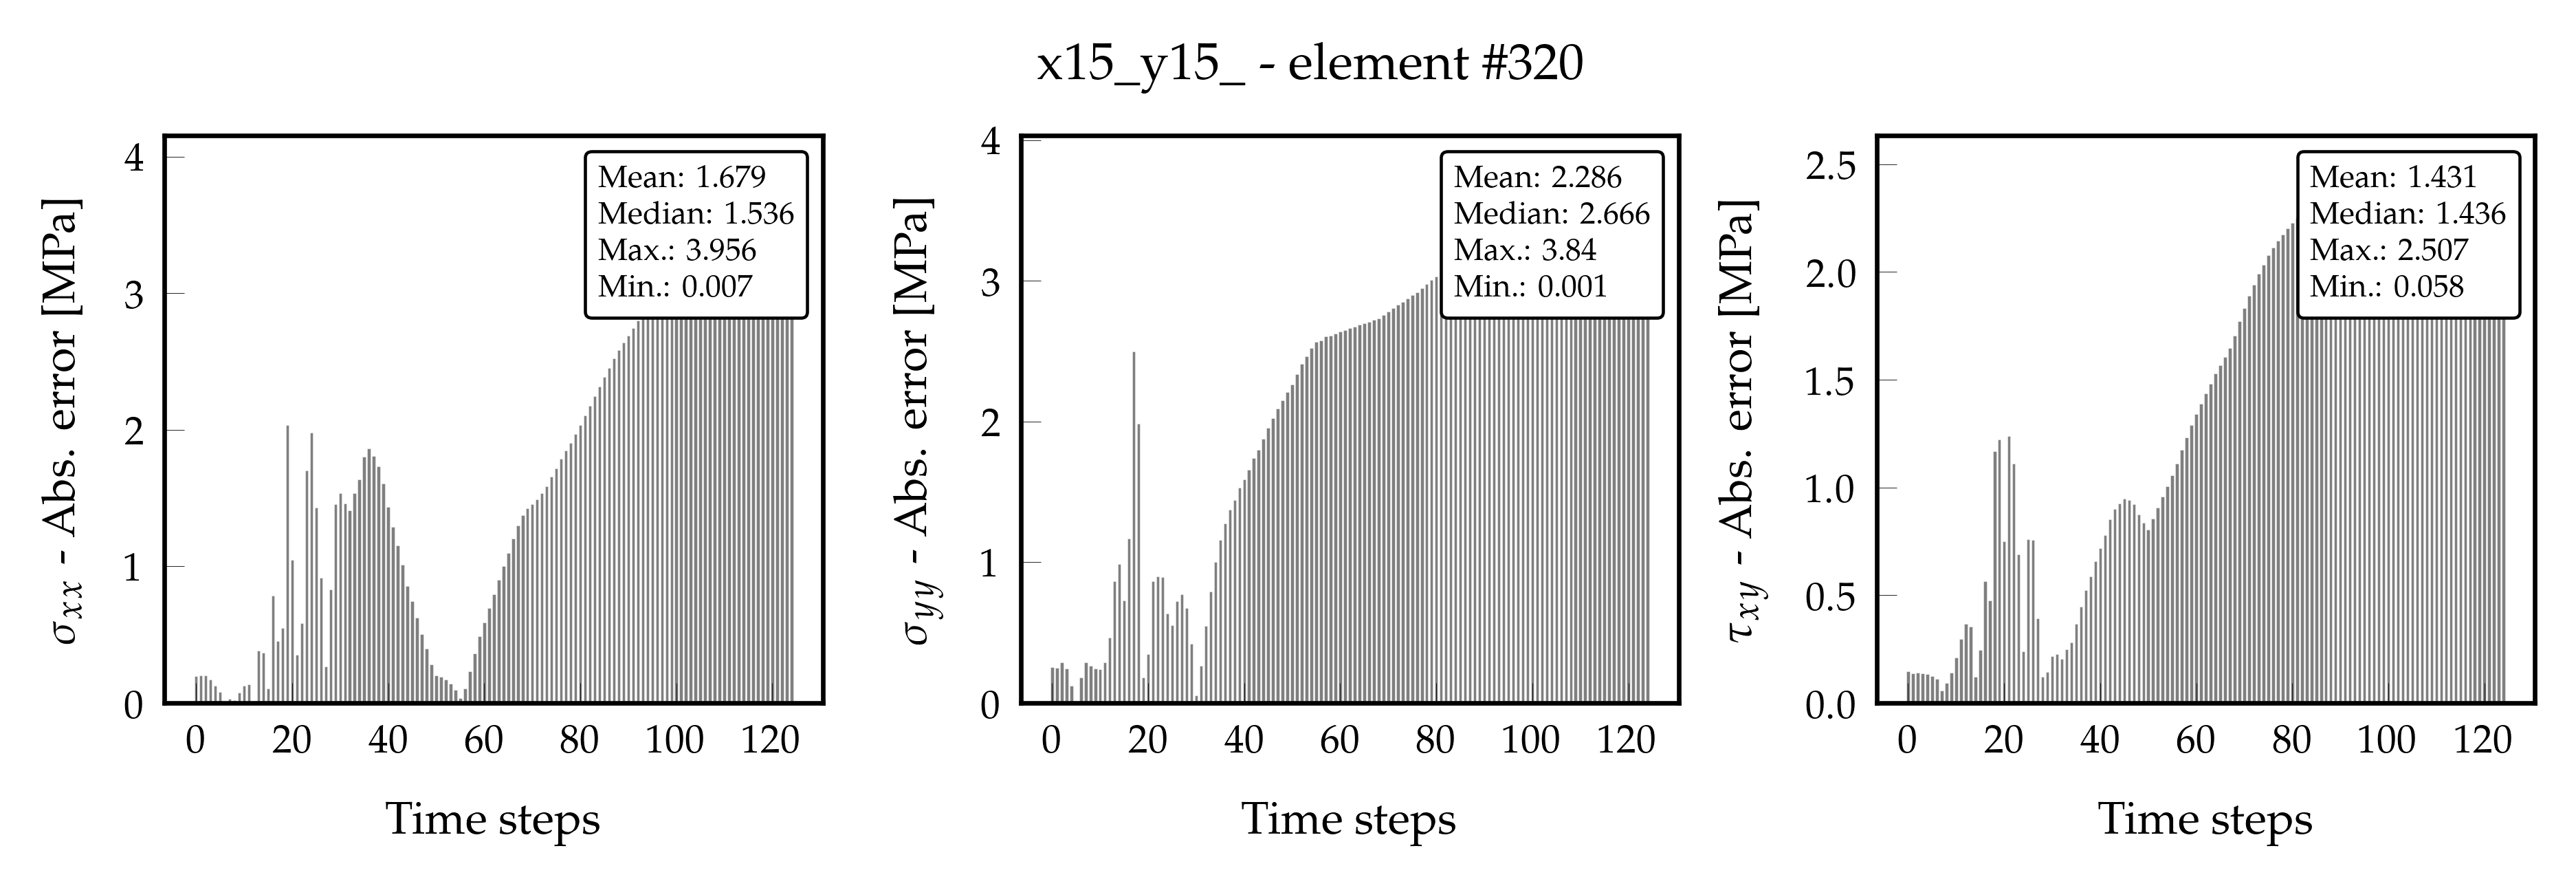 x15_y15_ - element #320
σxx - Abs. error [MPa]
4
3
2
1
0
Mean: 1.679
Median: 1.536
Max.: 3.956
Min.: 0.007
0 20 40 60 80 100 120
Time steps
σyy - Abs. error [MPa]
4
3
2
1
0
Mean: 2.286
Median: 2.666
Max.: 3.84
Min.: 0.001
0 20 40 60 80 100 120
Time steps
τxy - Abs. error [MPa]
2.5
2.0
1.5
1.0
0.5
0.0
Mean: 1.431
Median: 1.436
Max.: 2.507
Min.: 0.058
0 20 40 60 80 100 120
Time steps